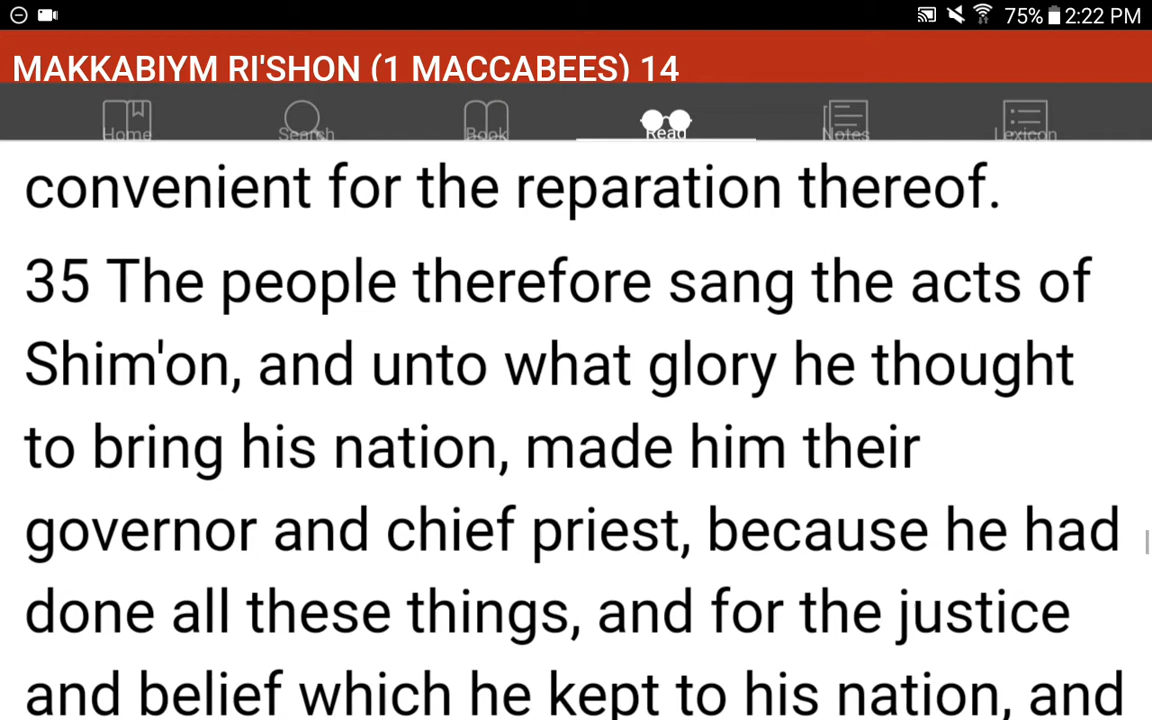 75% 2:22 PM
MAKKABIYM RI'SHON (1 MACCABEES) 14
Home Search Book Read Notes Lexicon
convenient for the reparation thereof.
35 The people therefore sang the acts of
Shim'on, and unto what glory he thought
to bring his nation, made him their
governor and chief priest, because he had
done all these things, and for the justice
and belief which he kept to his nation, and